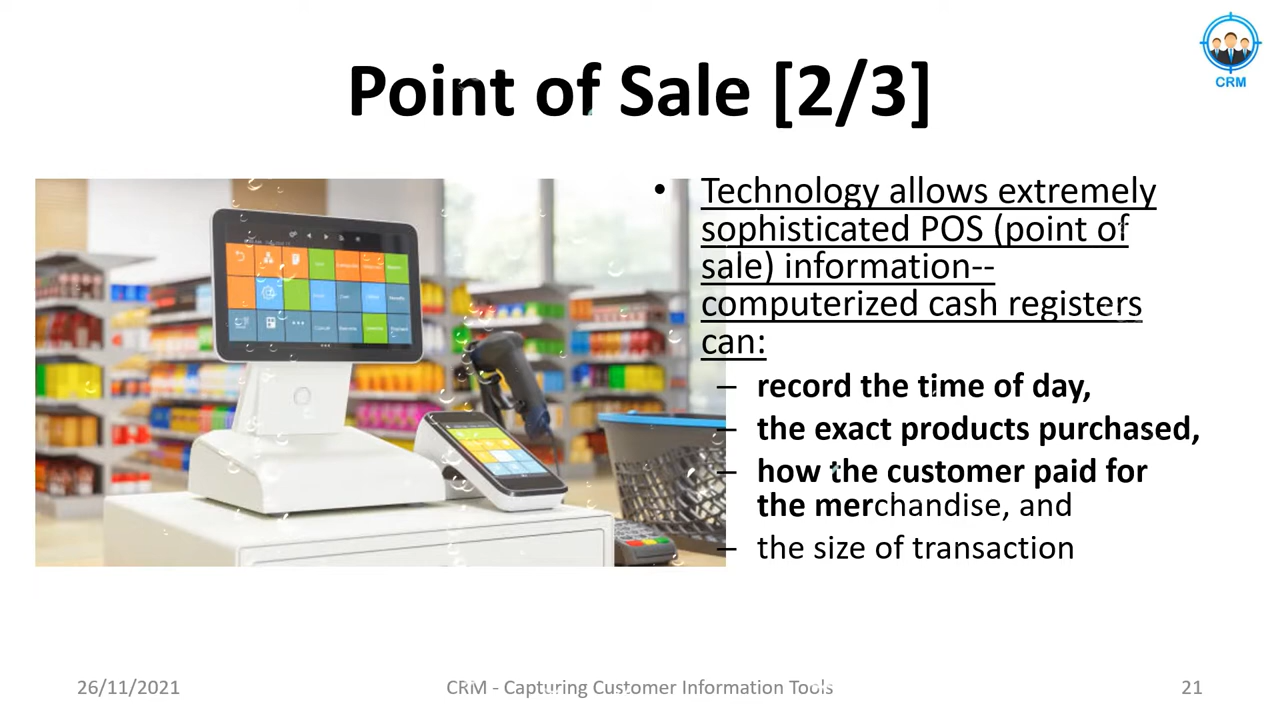 CRM
Point of Sale [2/3]
• Technology allows extremely
sophisticated POS (point of
sale) information--
computerized cash registers
can:
– record the time of day,
– the exact products purchased,
– how the customer paid for
the merchandise, and
– the size of transaction
26/11/2021
CRM - Capturing Customer Information Tools
21